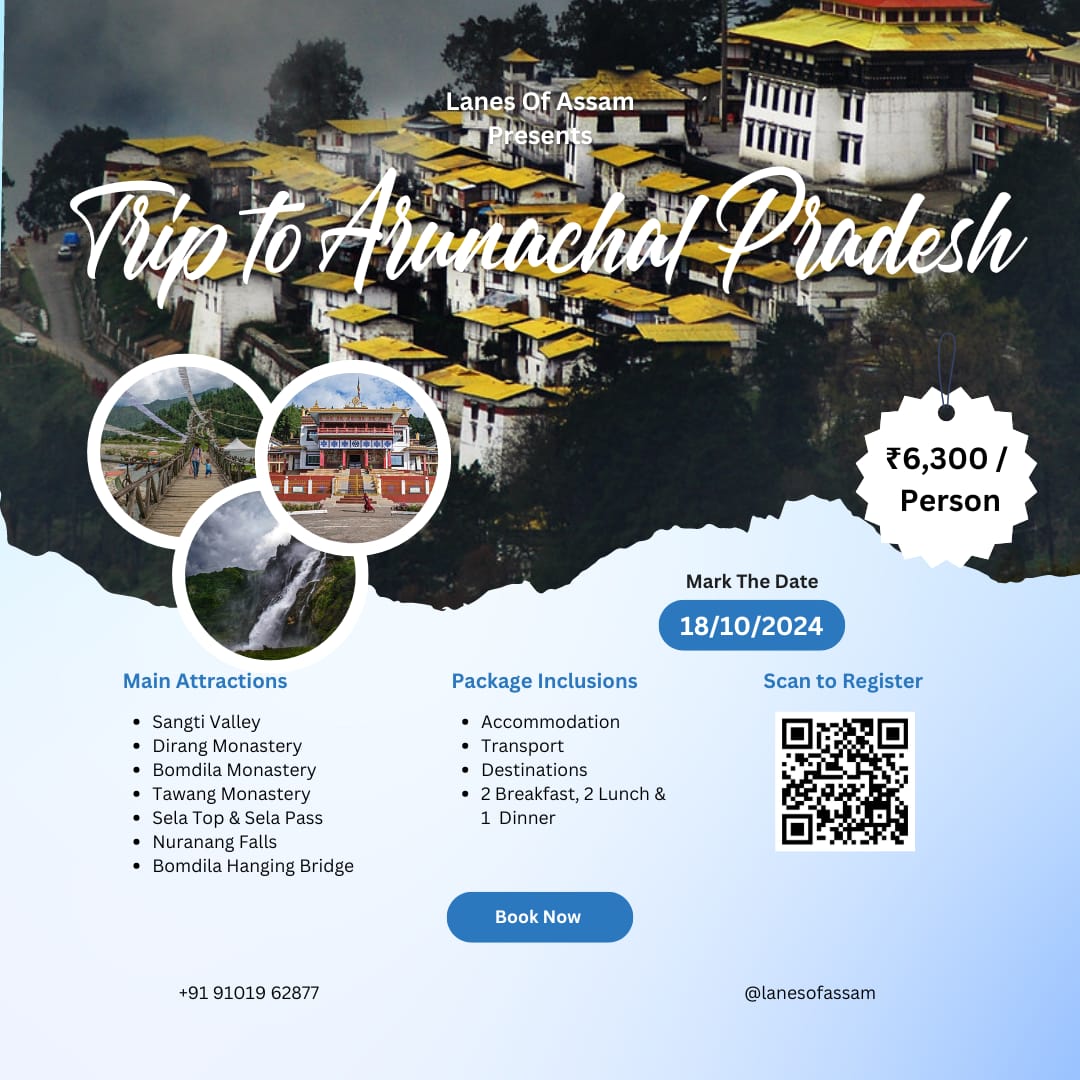 Lanes Of Assam
Presents
Trip to Arunachal Pradesh
₹6,300 /
Person
Mark The Date
18/10/2024
Main Attractions
• Sangti Valley
• Dirang Monastery
• Bomdila Monastery
• Tawang Monastery
• Sela Top & Sela Pass
• Nuranang Falls
• Bomdila Hanging Bridge
Package Inclusions
• Accommodation
• Transport
• Destinations
• 2 Breakfast, 2 Lunch &
1 Dinner
Scan to Register
Book Now
+91 91019 62877
@lanesofassam